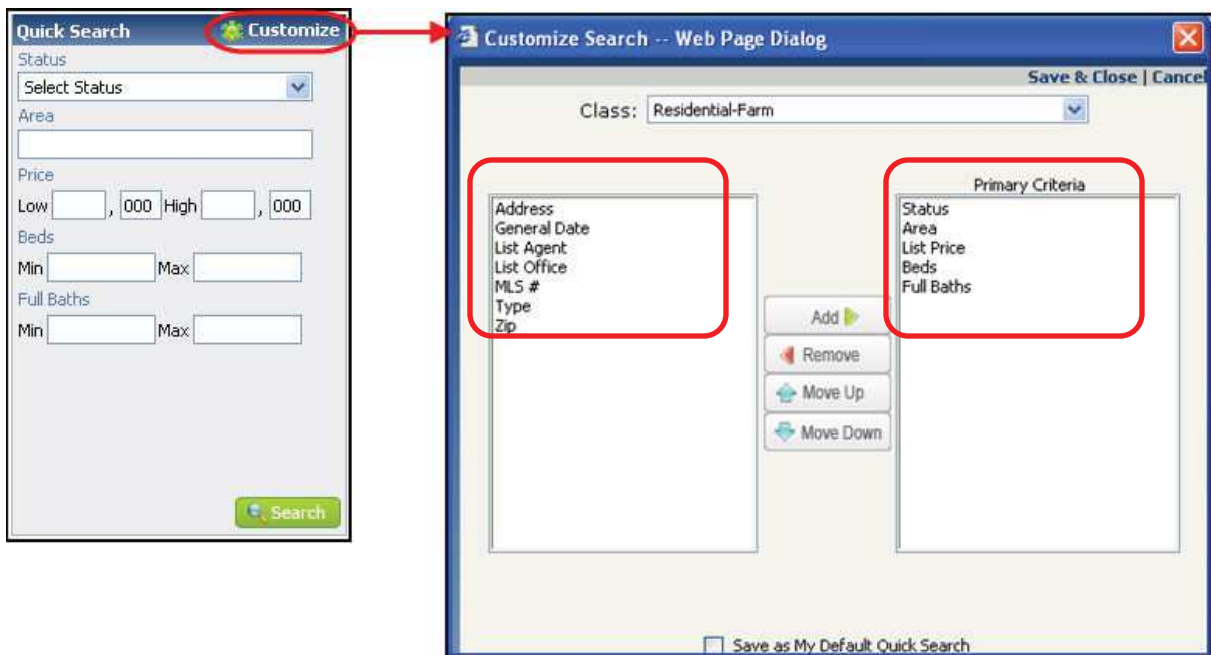 Quick Search Customize
Status
Select Status
Area
Price
Low , 000 High , 000
Beds
Min Max
Full Baths
Min Max
Search
Customize Search -- Web Page Dialog
Save & Close | Cancel
Class: Residential-Farm
Address
General Date
List Agent
List Office
MLS #
Type
Zip
Add
Remove
Move Up
Move Down
Primary Criteria
Status
Area
List Price
Beds
Full Baths
Save as My Default Quick Search